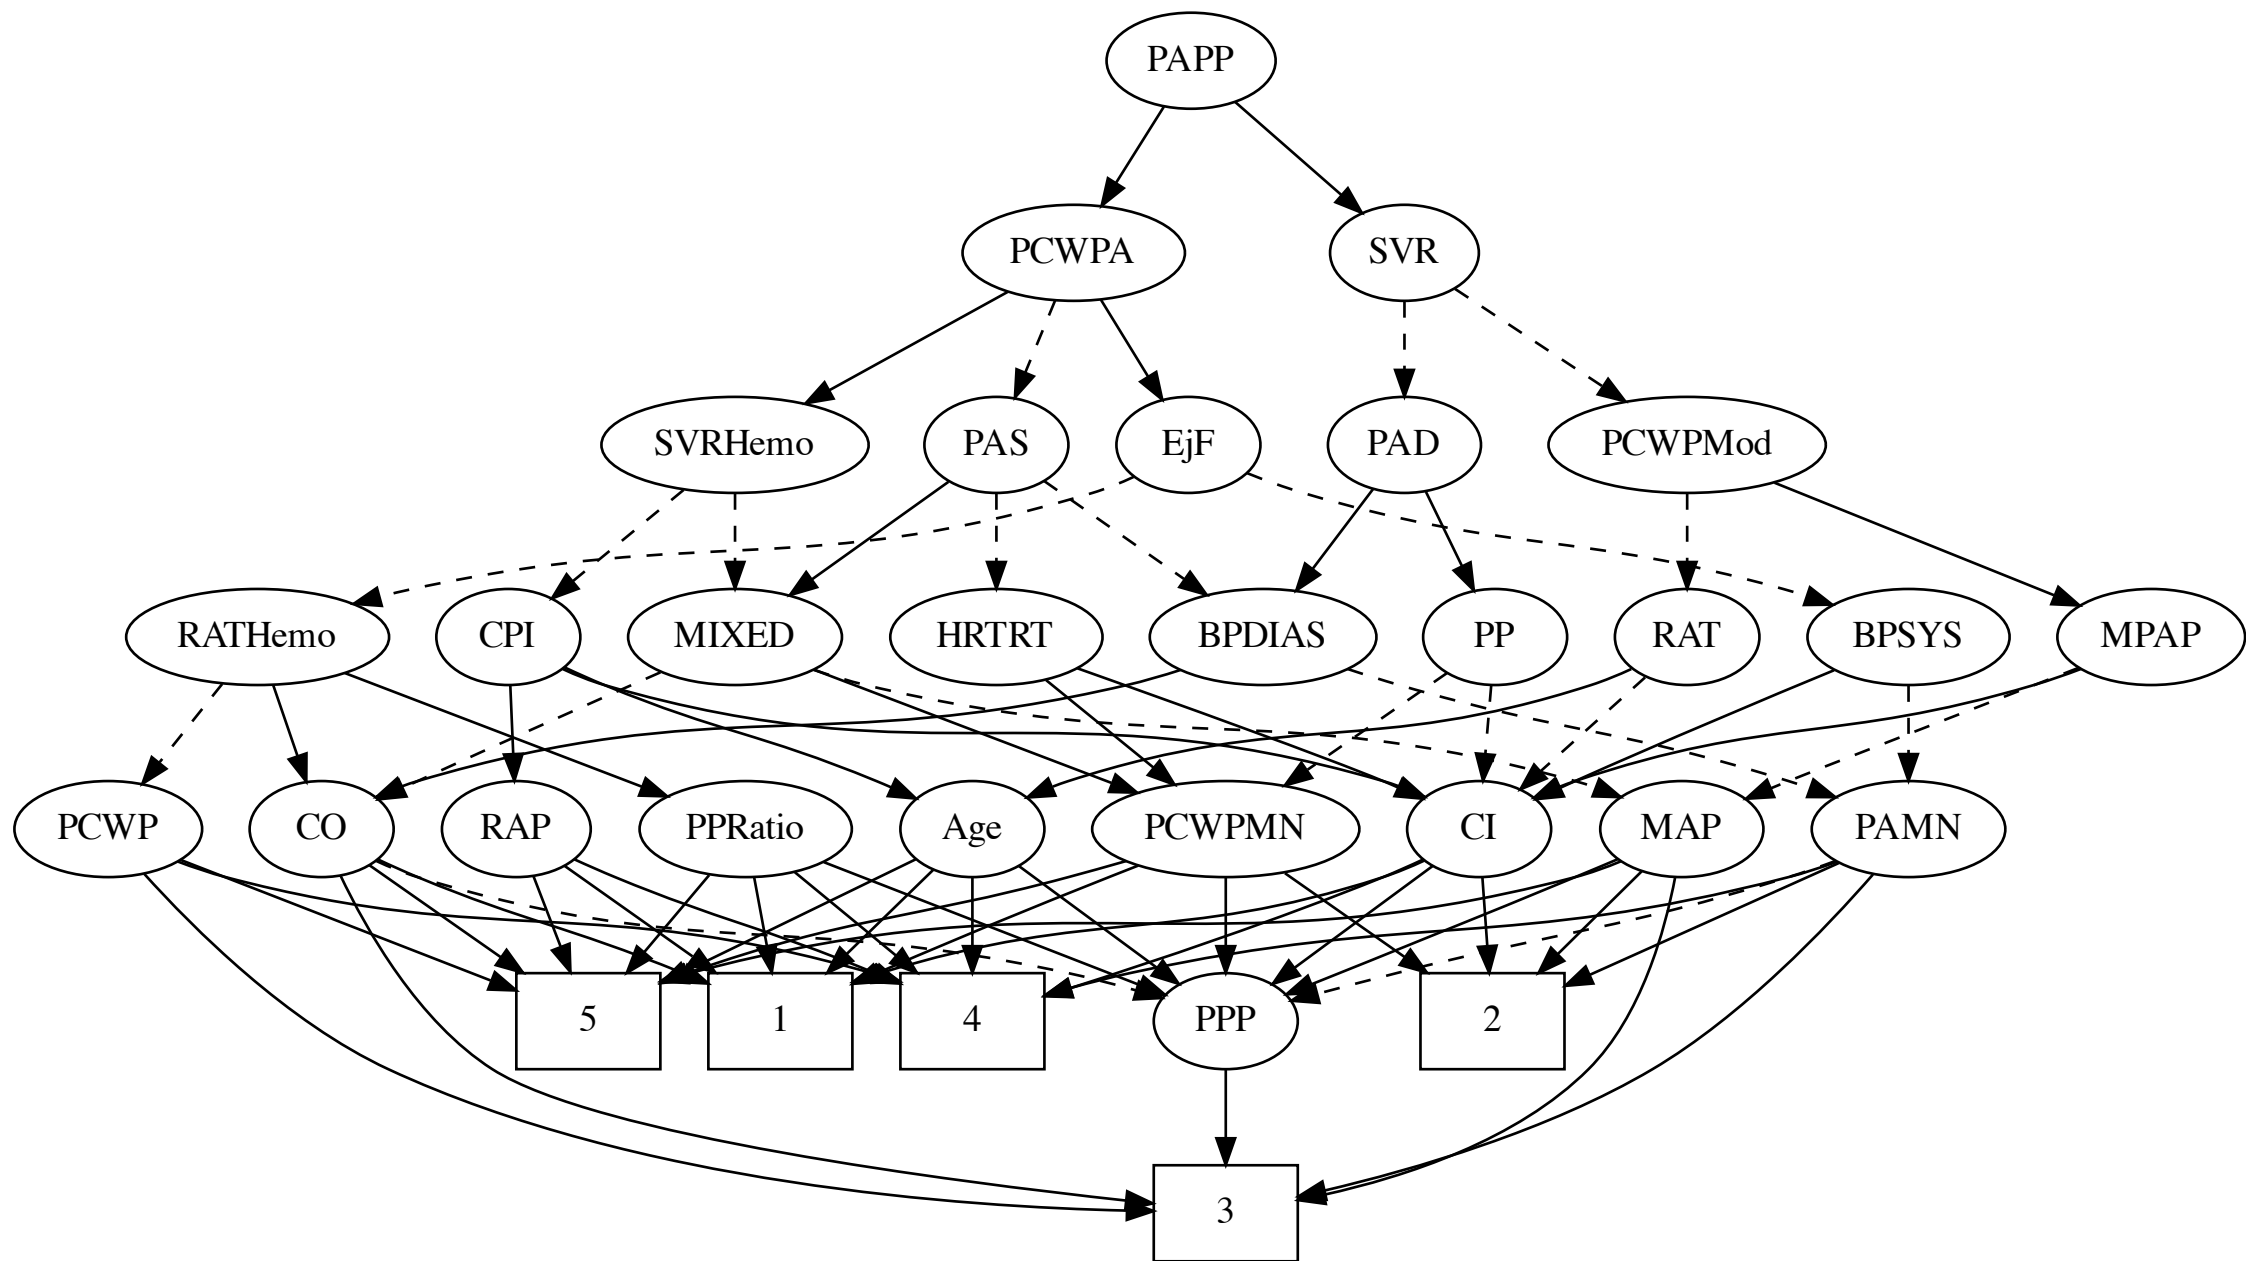 PAPP
PCWPA
SVR
SVRHemo
PAS
EjF
PAD
PCWPMod
RATHemo
CPI
MIXED
HRTRT
BPDIAS
PP
RAT
BPSYS
MPAP
PCWP
CO
RAP
PPRatio
Age
PCWPMN
CI
MAP
PAMN
5
1
4
PPP
2
3